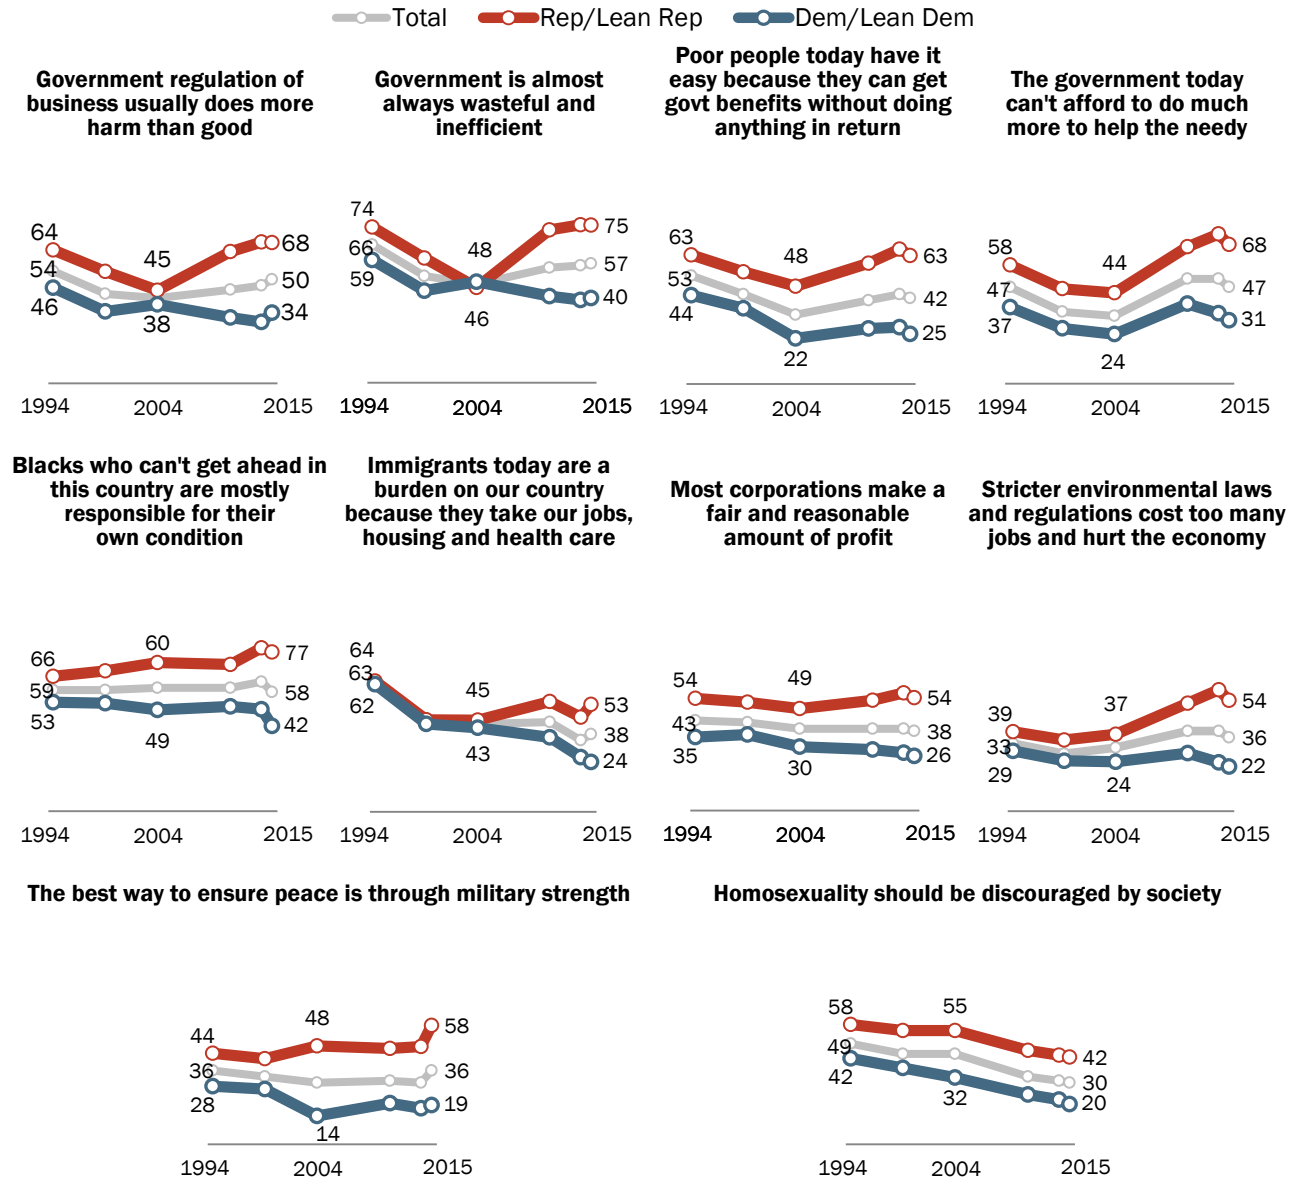 Total Rep/Lean Rep Dem/Lean Dem
Government regulation of
business usually does more
harm than good
64
54
46
45
38
68
50
34
1994 2004 2015
Government is almost
always wasteful and
inefficient
74
66
59
48
46
75
57
40
1994 2004 2015
Poor people today have it
easy because they can get
govt benefits without doing
anything in return
63
53
44
48
22
63
42
25
1994 2004 2015
The government today
can't afford to do much
more to help the needy
58
47
37
44
24
68
47
31
1994 2004 2015
Blacks who can't get ahead in
this country are mostly
responsible for their
own condition
66
59
53
60
49
77
58
42
1994 2004 2015
Immigrants today are a
burden on our country
because they take our jobs,
housing and health care
64
63
62
45
43
53
38
24
1994 2004 2015
Most corporations make a
fair and reasonable
amount of profit
54
43
35
49
30
54
38
26
1994 2004 2015
Stricter environmental laws
and regulations cost too many
jobs and hurt the economy
39
33
29
37
24
54
36
22
1994 2004 2015
The best way to ensure peace is through military strength
44
36
28
48
14
58
36
19
1994 2004 2015
Homosexuality should be discouraged by society
58
49
42
55
32
42
30
20
1994 2004 2015